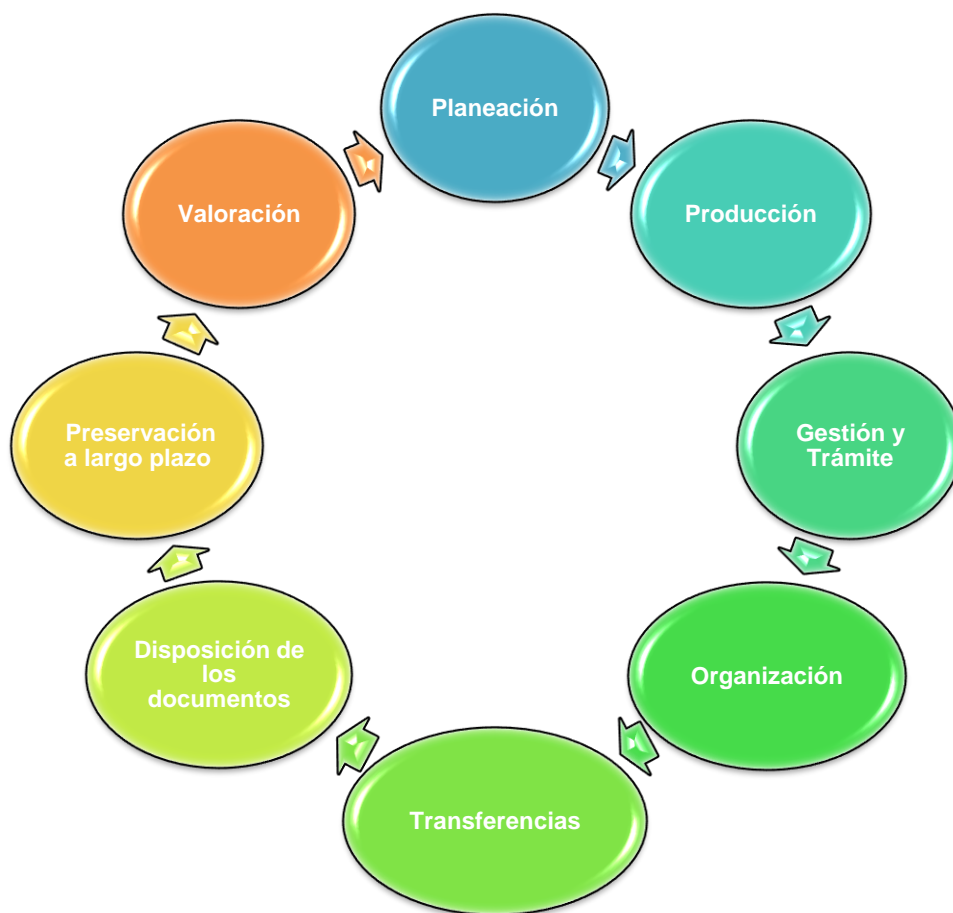 Planeación
Producción
Gestión y
Trámite
Organización
Transferencias
Disposición de
los
documentos
Preservación
a largo plazo
Valoración